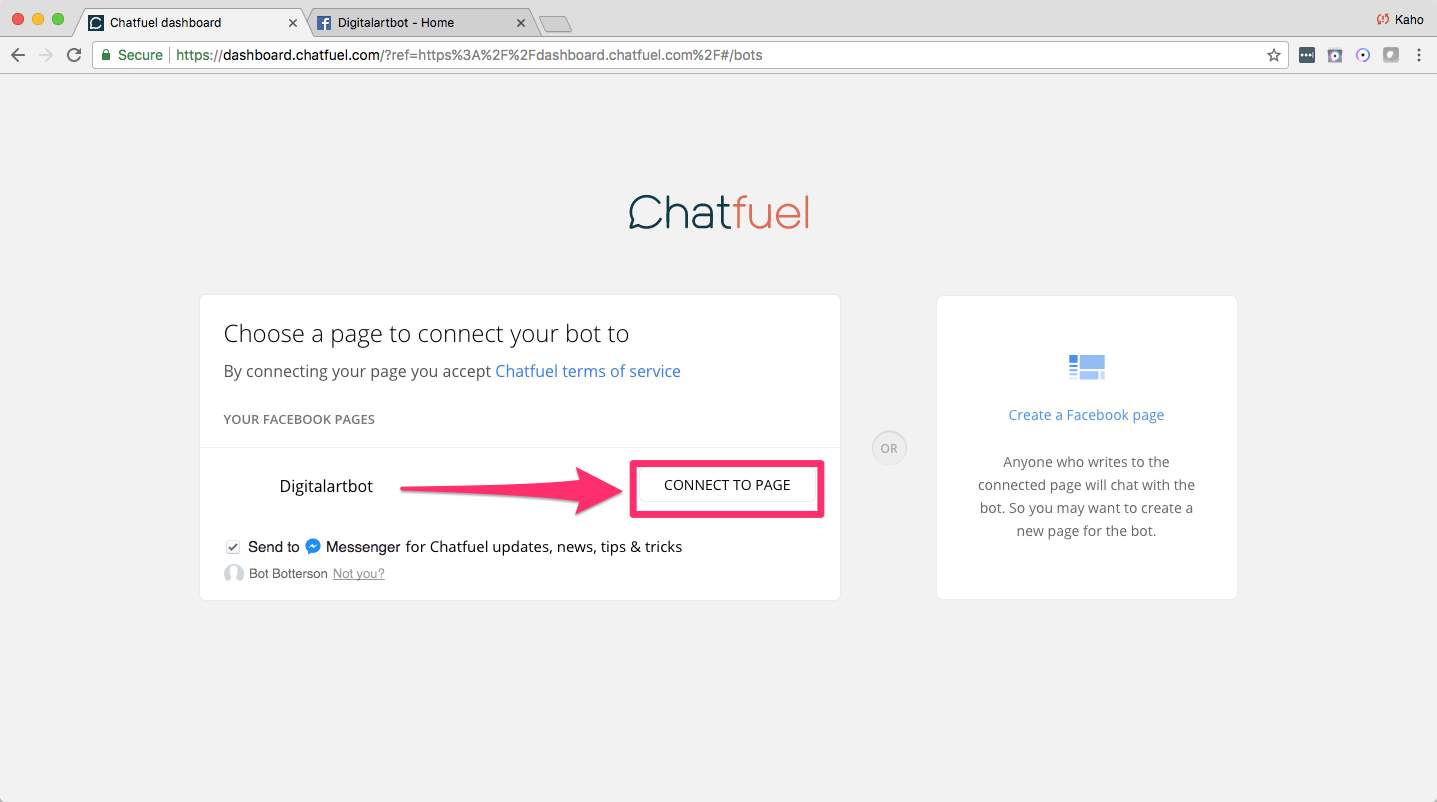 Chatfuel dashboard
Digitalartbot - Home
Kaho
Secure
https://dashboard.chatfuel.com/?ref=https%3A%2F%2Fdashboard.chatfuel.com%2F#/bots
Chatfuel
Choose a page to connect your bot to
By connecting your page you accept Chatfuel terms of service
YOUR FACEBOOK PAGES
Digitalartbot
CONNECT TO PAGE
Send to Messenger for Chatfuel updates, news, tips & tricks
Bot Botterson Not you?
OR
Create a Facebook page
Anyone who writes to the
connected page will chat with the
bot. So you may want to create a
new page for the bot.